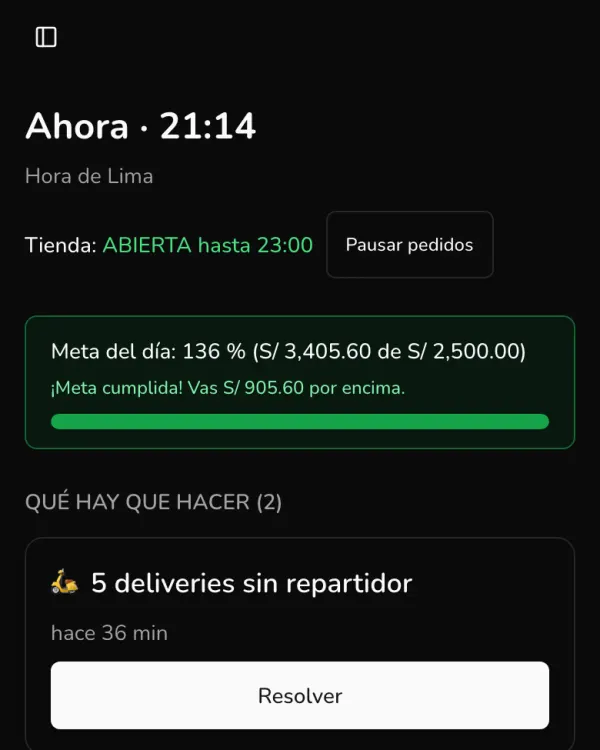 Ahora · 21:14
Hora de Lima
Tienda: ABIERTA hasta 23:00 Pausar pedidos
Meta del día: 136 % (S/ 3,405.60 de S/ 2,500.00)
¡Meta cumplida! Vas S/ 905.60 por encima.
QUÉ HAY QUE HACER (2)
5 deliveries sin repartidor
hace 36 min
Resolver